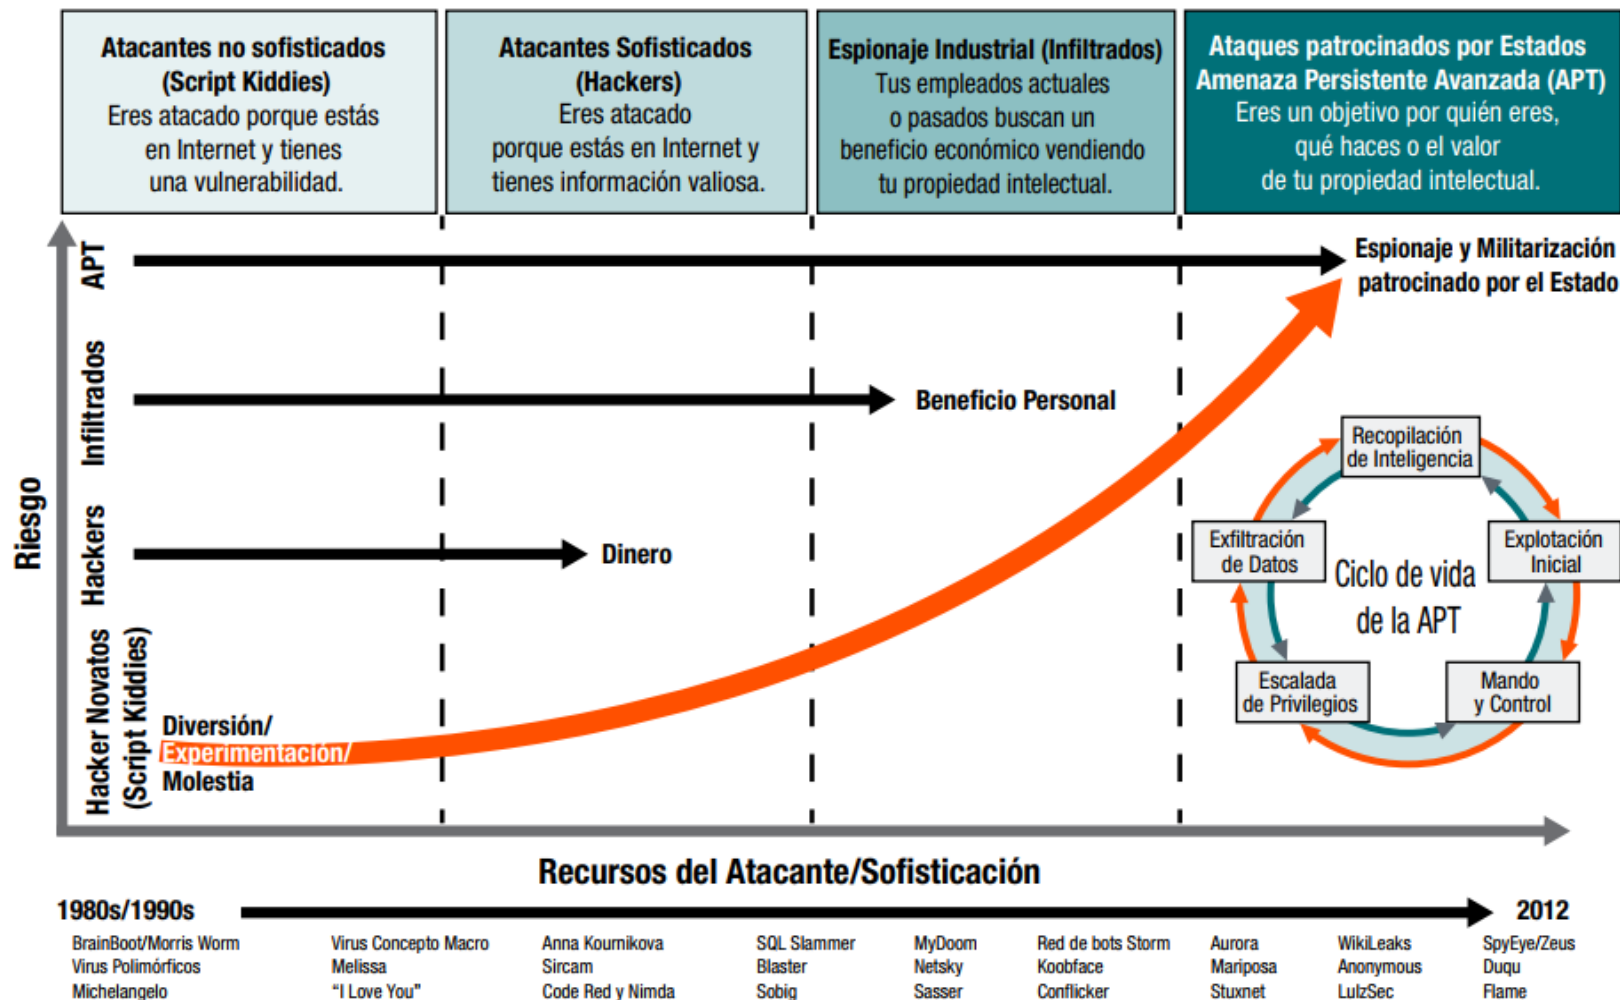 Atacantes no sofisticados
(Script Kiddies)
Eres atacado porque estás
en Internet y tienes
una vulnerabilidad.
Atacantes Sofisticados
(Hackers)
Eres atacado
porque estás en Internet y
tienes información valiosa.
Espionaje Industrial (Infiltrados)
Tus empleados actuales
o pasados buscan un
beneficio económico vendiendo
tu propiedad intelectual.
Ataques patrocinados por Estados
Amenaza Persistente Avanzada (APT)
Eres un objetivo por quién eres,
qué haces o el valor
de tu propiedad intelectual.
Riesgo
APT
Espionaje y Militarización
patrocinado por el Estado
Infiltrados
Beneficio Personal
Hackers
Dinero
Hacker Novatos
(Script Kiddies)
Diversión/
Experimentación/
Molestia
Recopilación
de Inteligencia
Exfiltración
de Datos
Explotación
Inicial
Ciclo de vida
de la APT
Escalada
de Privilegios
Mando
y Control
Recursos del Atacante/Sofisticación
1980s/1990s
2012
BrainBoot/Morris Worm
Virus Polimórficos
Michelangelo
Virus Concepto Macro
Melissa
“I Love You”
Anna Kournikova
Sircam
Code Red y Nimda
SQL Slammer
Blaster
Sobig
MyDoom
Netsky
Sasser
Red de bots Storm
Koobface
Conflicker
Aurora
Mariposa
Stuxnet
WikiLeaks
Anonymous
LulzSec
SpyEye/Zeus
Duqu
Flame